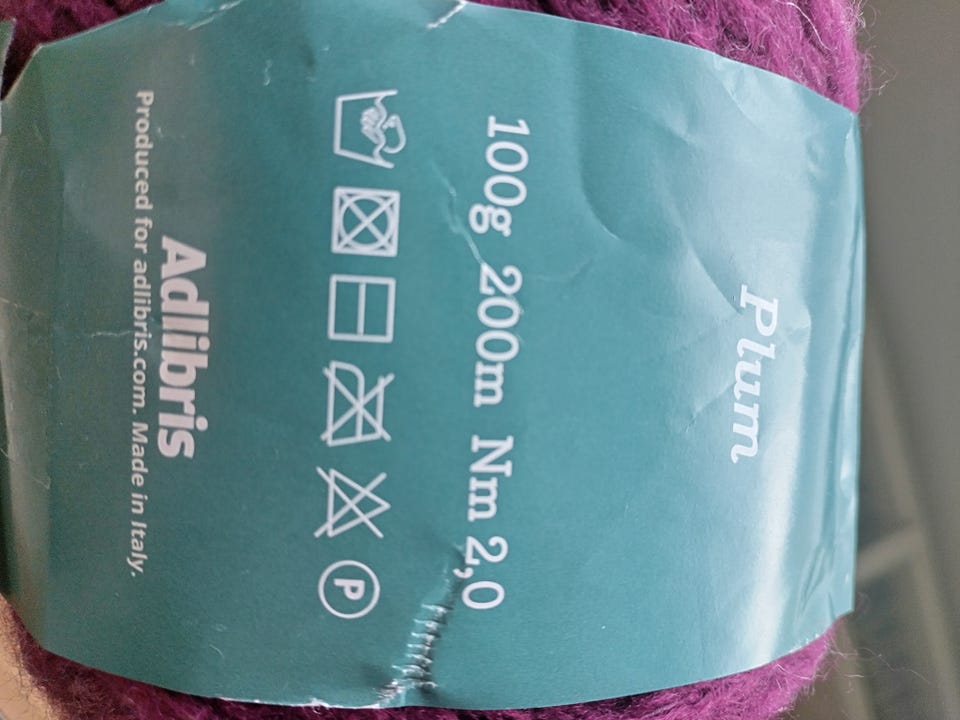 Plum
100g 200m Nm 2,0
P
Adlibris
Produced for adlibris.com. Made in Italy.